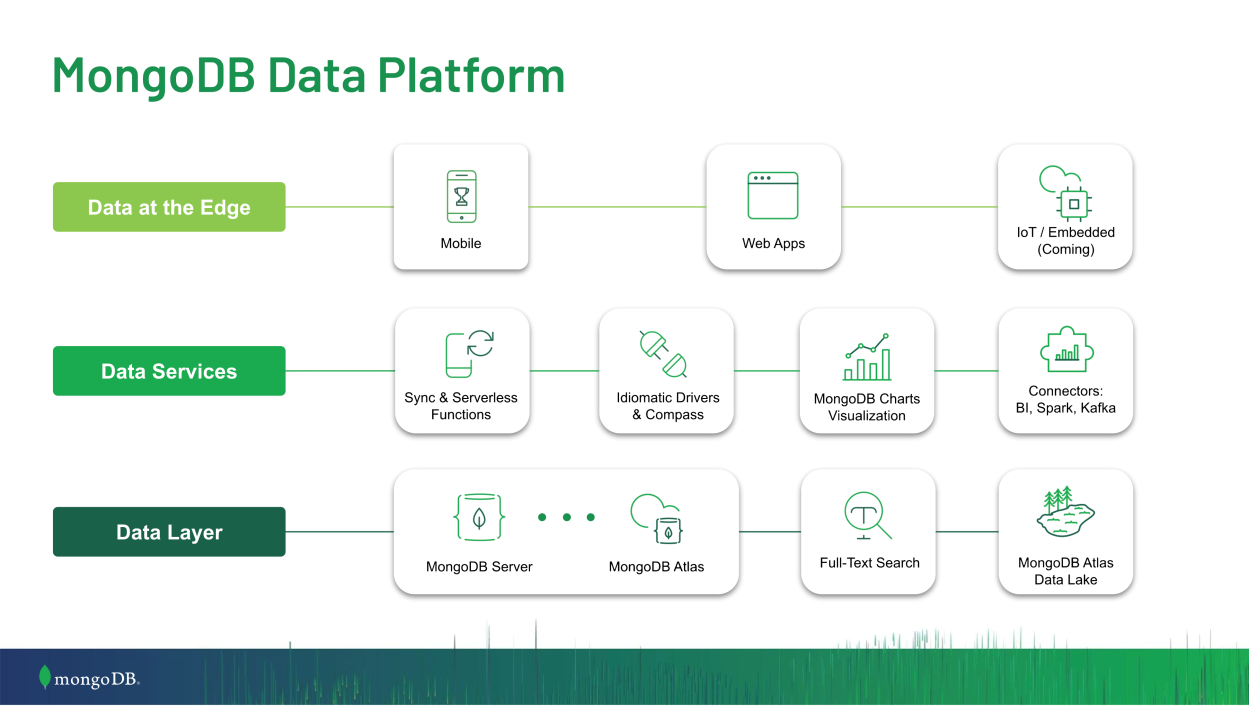 MongoDB Data Platform
Data at the Edge
Mobile
Web Apps
IoT / Embedded
(Coming)
Data Services
Sync & Serverless
Functions
Idiomatic Drivers
& Compass
MongoDB Charts
Visualization
Connectors:
BI, Spark, Kafka
Data Layer
MongoDB Server
MongoDB Atlas
Full-Text Search
MongoDB Atlas
Data Lake
mongoDB®